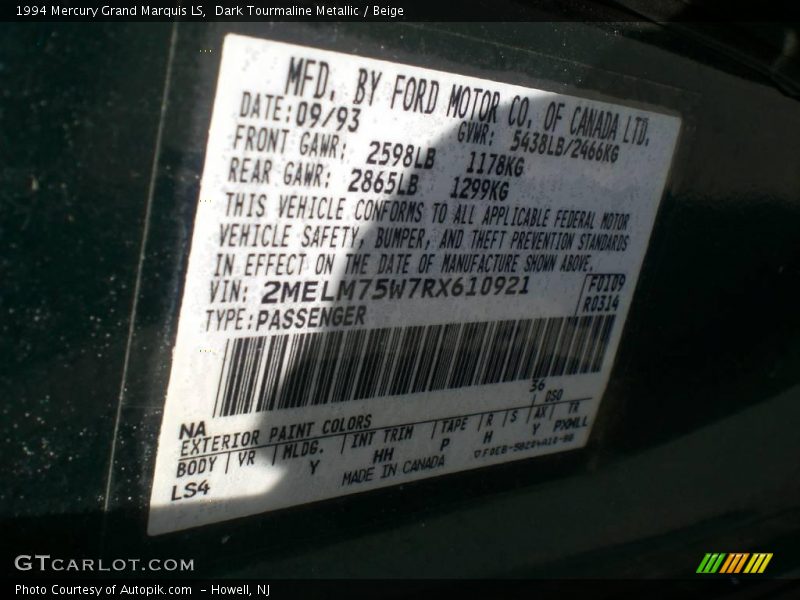 1994 Mercury Grand Marquis LS,  Dark Tourmaline Metallic / Beige
MFD. BY FORD MOTOR CO. OF CANADA LTD.
DATE: 09/93 GVWR: 5438LB/2466KG
FRONT GAWR: 2598LB 1178KG
REAR GAWR: 2865LB 1299KG
THIS VEHICLE CONFORMS TO ALL APPLICABLE FEDERAL MOTOR
VEHICLE SAFETY, BUMPER, AND THEFT PREVENTION STANDARDS
IN EFFECT ON THE DATE OF MANUFACTURE SHOWN ABOVE.
VIN: 2MELM75W7RX610921 F0109
TYPE: PASSENGER R0314
36
NA DSO
EXTERIOR PAINT COLORS
BODY VR MLDG. INT TRIM TAPE R S AX TR
LS4 Y HH P H Y PXMLL
MADE IN CANADA
GTCARLOT.COM
Photo Courtesy of Autopik.com  - Howell, NJ